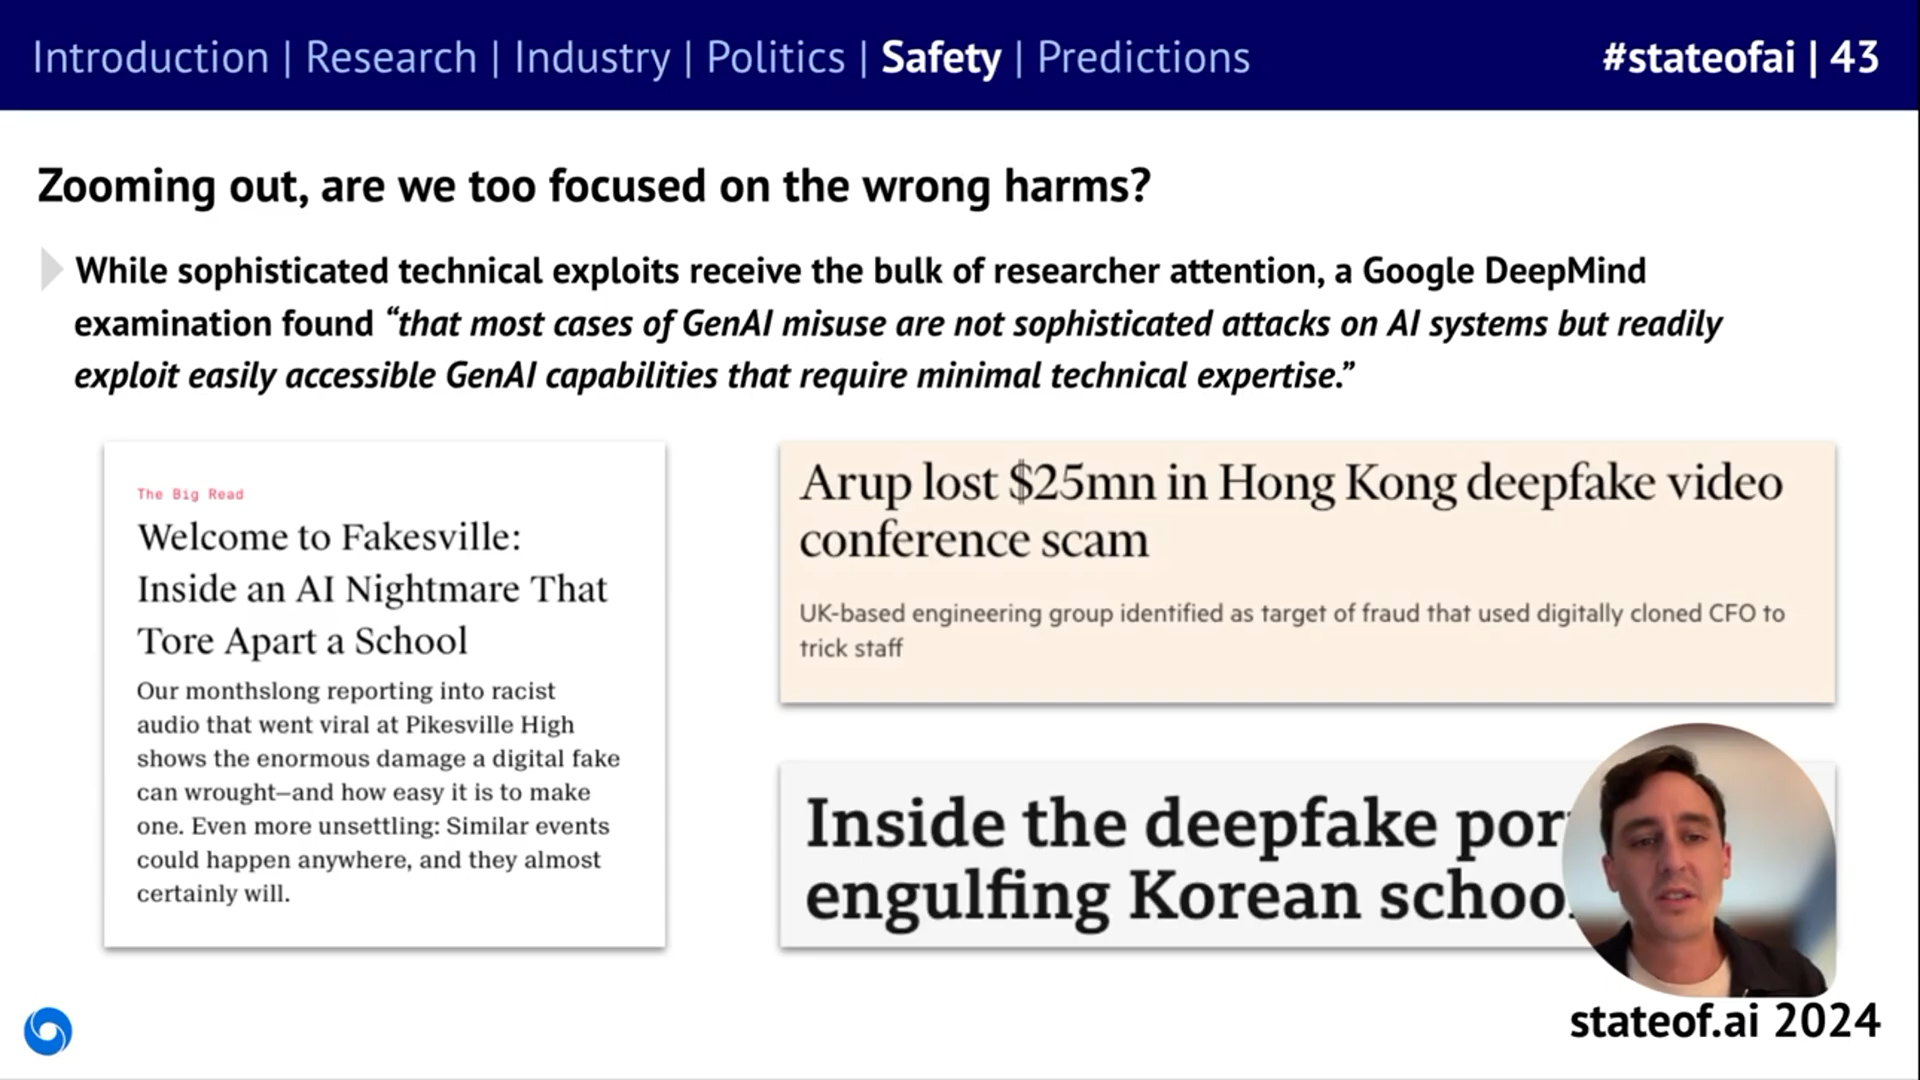 Introduction | Research | Industry | Politics | Safety | Predictions
#stateofai | 43
Zooming out, are we too focused on the wrong harms?
While sophisticated technical exploits receive the bulk of researcher attention, a Google DeepMind
examination found “that most cases of GenAI misuse are not sophisticated attacks on AI systems but readily
exploit easily accessible GenAI capabilities that require minimal technical expertise.”
The Big Read
Welcome to Fakesville:
Inside an AI Nightmare That
Tore Apart a School
Our monthslong reporting into racist
audio that went viral at Pikesville High
shows the enormous damage a digital fake
can wrought—and how easy it is to make
one. Even more unsettling: Similar events
could happen anywhere, and they almost
certainly will.
Arup lost $25mn in Hong Kong deepfake video
conference scam
UK-based engineering group identified as target of fraud that used digitally cloned CFO to
trick staff
Inside the deepfake
engulfing Korean
stateof.ai 2024